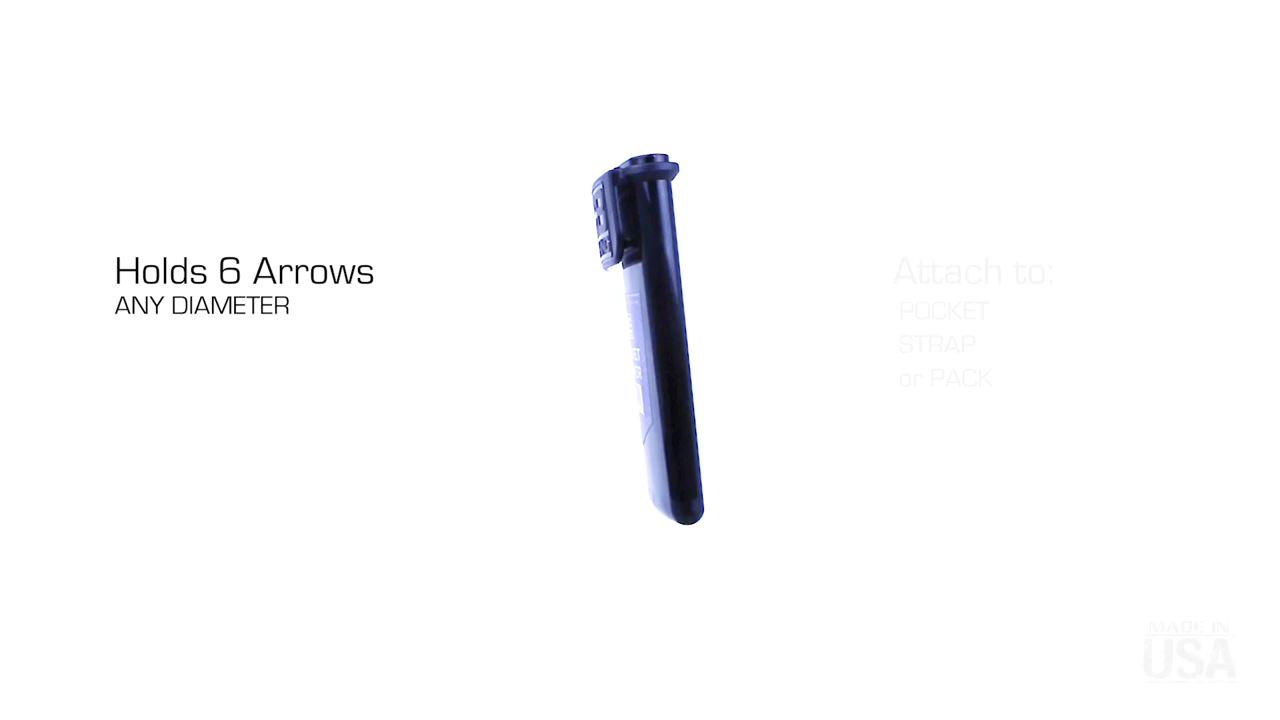 Holds 6 Arrows
ANY DIAMETER
Attach to:
POCKET
STRAP
or PACK
MADE IN
USA